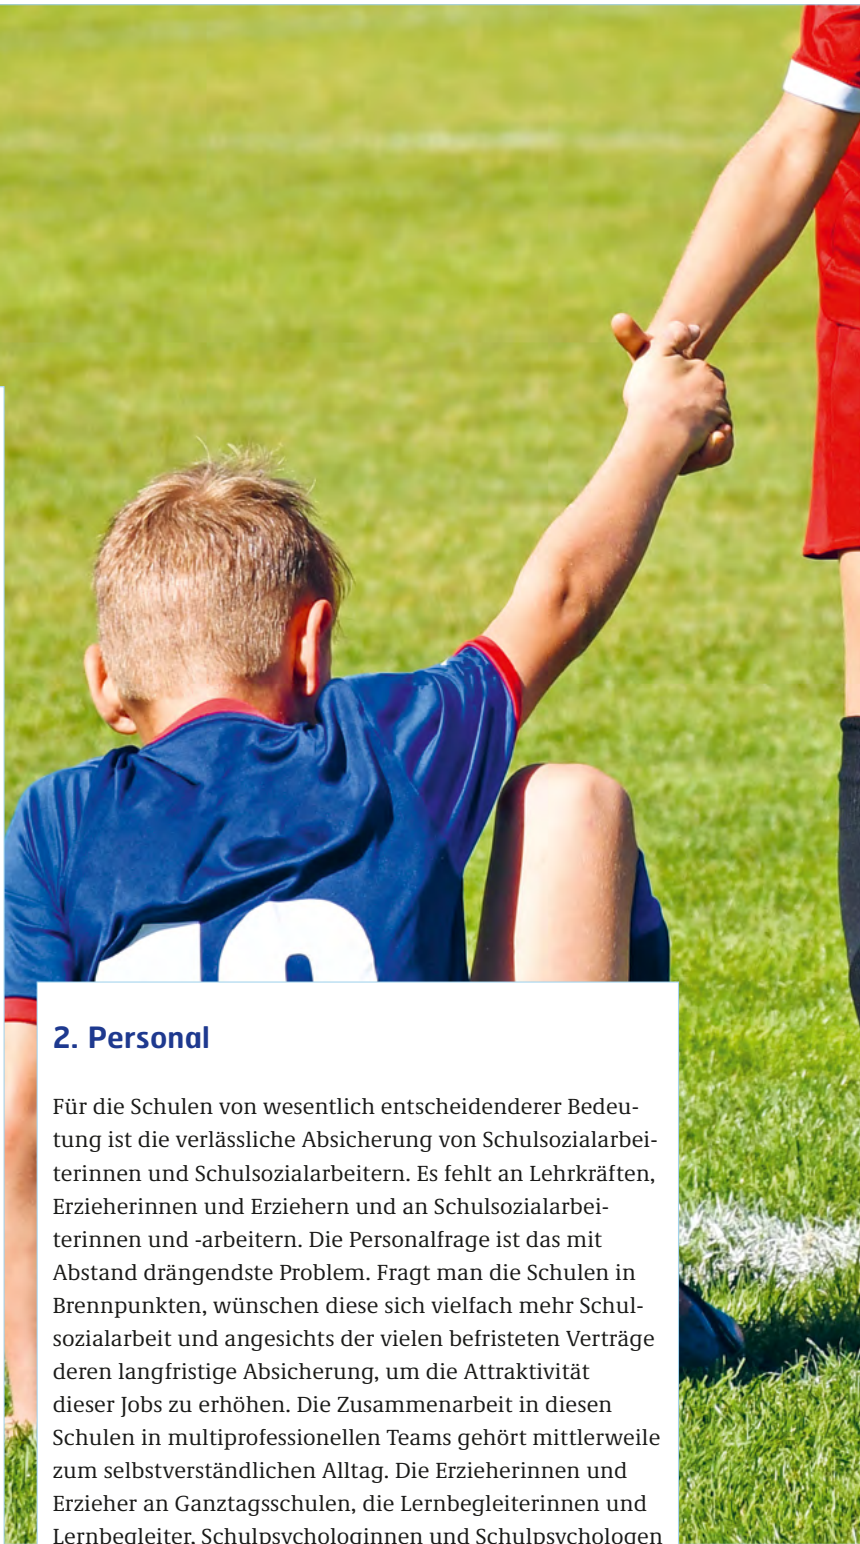 2. Personal
Für die Schulen von wesentlich entscheidenderer Bedeu-
tung ist die verlässliche Absicherung von Schulsozialarbei-
terinnen und Schulsozialarbeitern. Es fehlt an Lehrkräften,
Erzieherinnen und Erziehern und an Schulsozialarbei-
terinnen und -arbeitern. Die Personalfrage ist das mit
Abstand drängendste Problem. Fragt man die Schulen in
Brennpunkten, wünschen diese sich vielfach mehr Schul-
sozialarbeit und angesichts der vielen befristeten Verträge
deren langfristige Absicherung, um die Attraktivität
dieser Jobs zu erhöhen. Die Zusammenarbeit in diesen
Schulen in multiprofessionellen Teams gehört mittlerweile
zum selbstverständlichen Alltag. Die Erzieherinnen und
Erzieher an Ganztagsschulen, die Lernbegleiterinnen und
Lernbegleiter, Schulpsychologinnen und Schulpsychologen